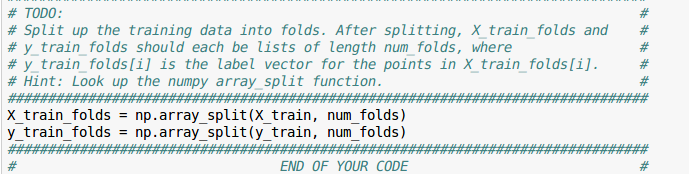 # TODO: #
# Split up the training data into folds. After splitting, X_train_folds and #
# y_train_folds should each be lists of length num_folds, where #
# y_train_folds[i] is the label vector for the points in X_train_folds[i]. #
# Hint: Look up the numpy array_split function. #
################################################################################
X_train_folds = np.array_split(X_train, num_folds)
y_train_folds = np.array_split(y_train, num_folds)
################################################################################
# END OF YOUR CODE #